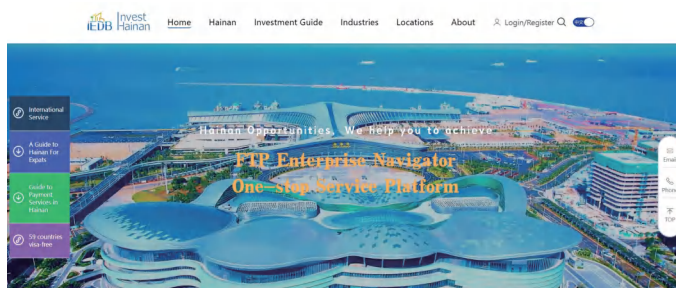 iEDB Invest
Hainan
Home Hainan Investment Guide Industries Locations About Login/Register
International
Service
A Guide to
Hainan For
Expats
Guide to
Payment
Services in
Hainan
59 countries
visa-free
Hainan Opportunities, We help you to achieve
FTP Enterprise Navigator
One-stop Service Platform
Email
Phone
TOP